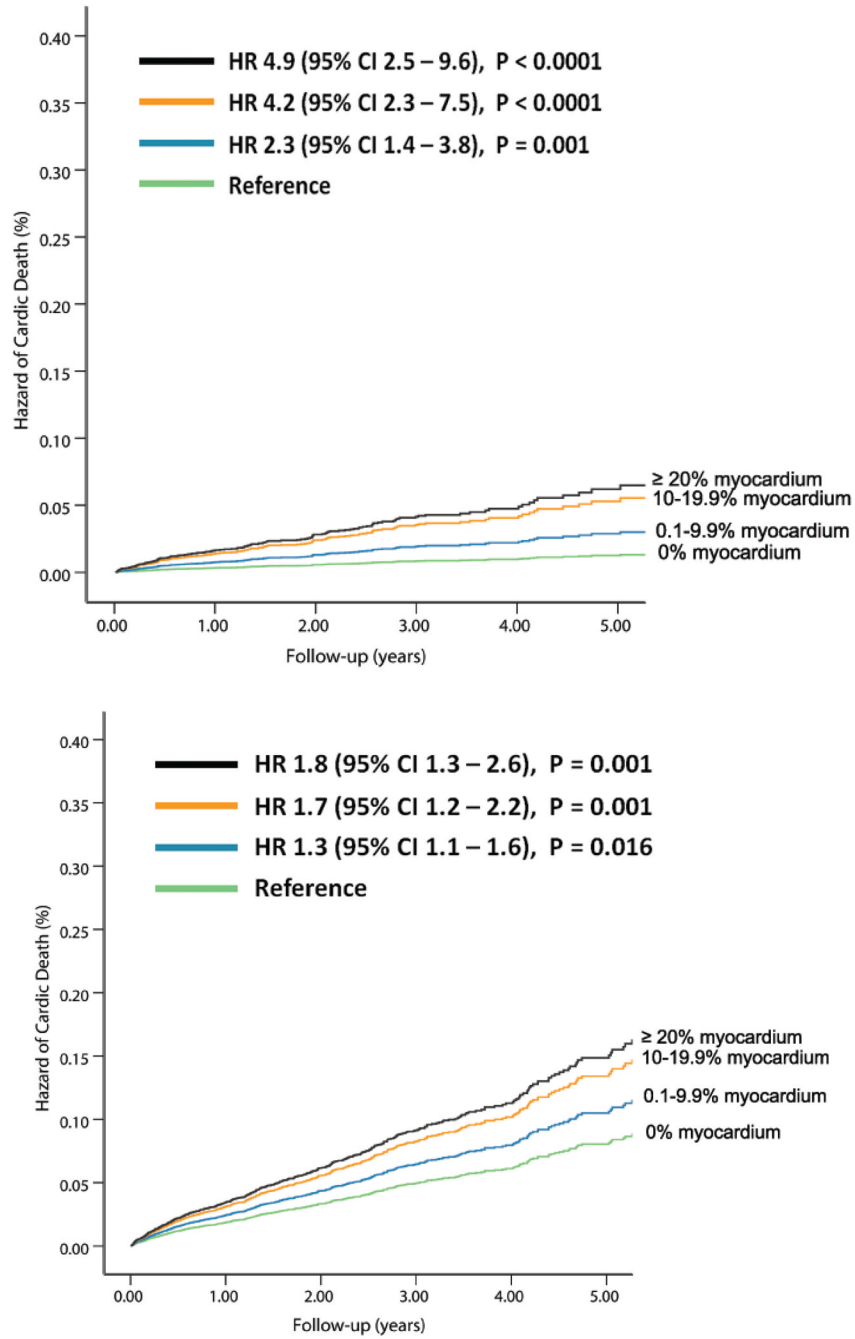 0.40
0.35
0.30
0.25
0.20
0.15
0.10
0.05
0.00
Hazard of Cardic Death (%)
HR 4.9 (95% CI 2.5 – 9.6), P < 0.0001
HR 4.2 (95% CI 2.3 – 7.5), P < 0.0001
HR 2.3 (95% CI 1.4 – 3.8), P = 0.001
Reference
≥ 20% myocardium
10-19.9% myocardium
0.1-9.9% myocardium
0% myocardium
0.00 1.00 2.00 3.00 4.00 5.00
Follow-up (years)
0.40
0.35
0.30
0.25
0.20
0.15
0.10
0.05
0.00
Hazard of Cardic Death (%)
HR 1.8 (95% CI 1.3 – 2.6), P = 0.001
HR 1.7 (95% CI 1.2 – 2.2), P = 0.001
HR 1.3 (95% CI 1.1 – 1.6), P = 0.016
Reference
≥ 20% myocardium
10-19.9% myocardium
0.1-9.9% myocardium
0% myocardium
0.00 1.00 2.00 3.00 4.00 5.00
Follow-up (years)